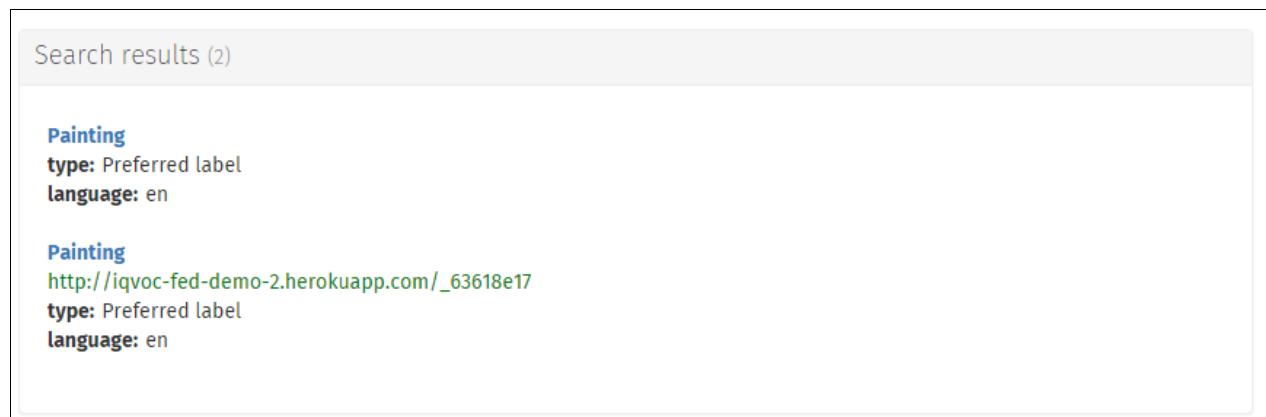 Search results (2)
Painting
type: Preferred label
language: en
Painting
http://iqvoc-fed-demo-2.herokuapp.com/_63618e17
type: Preferred label
language: en